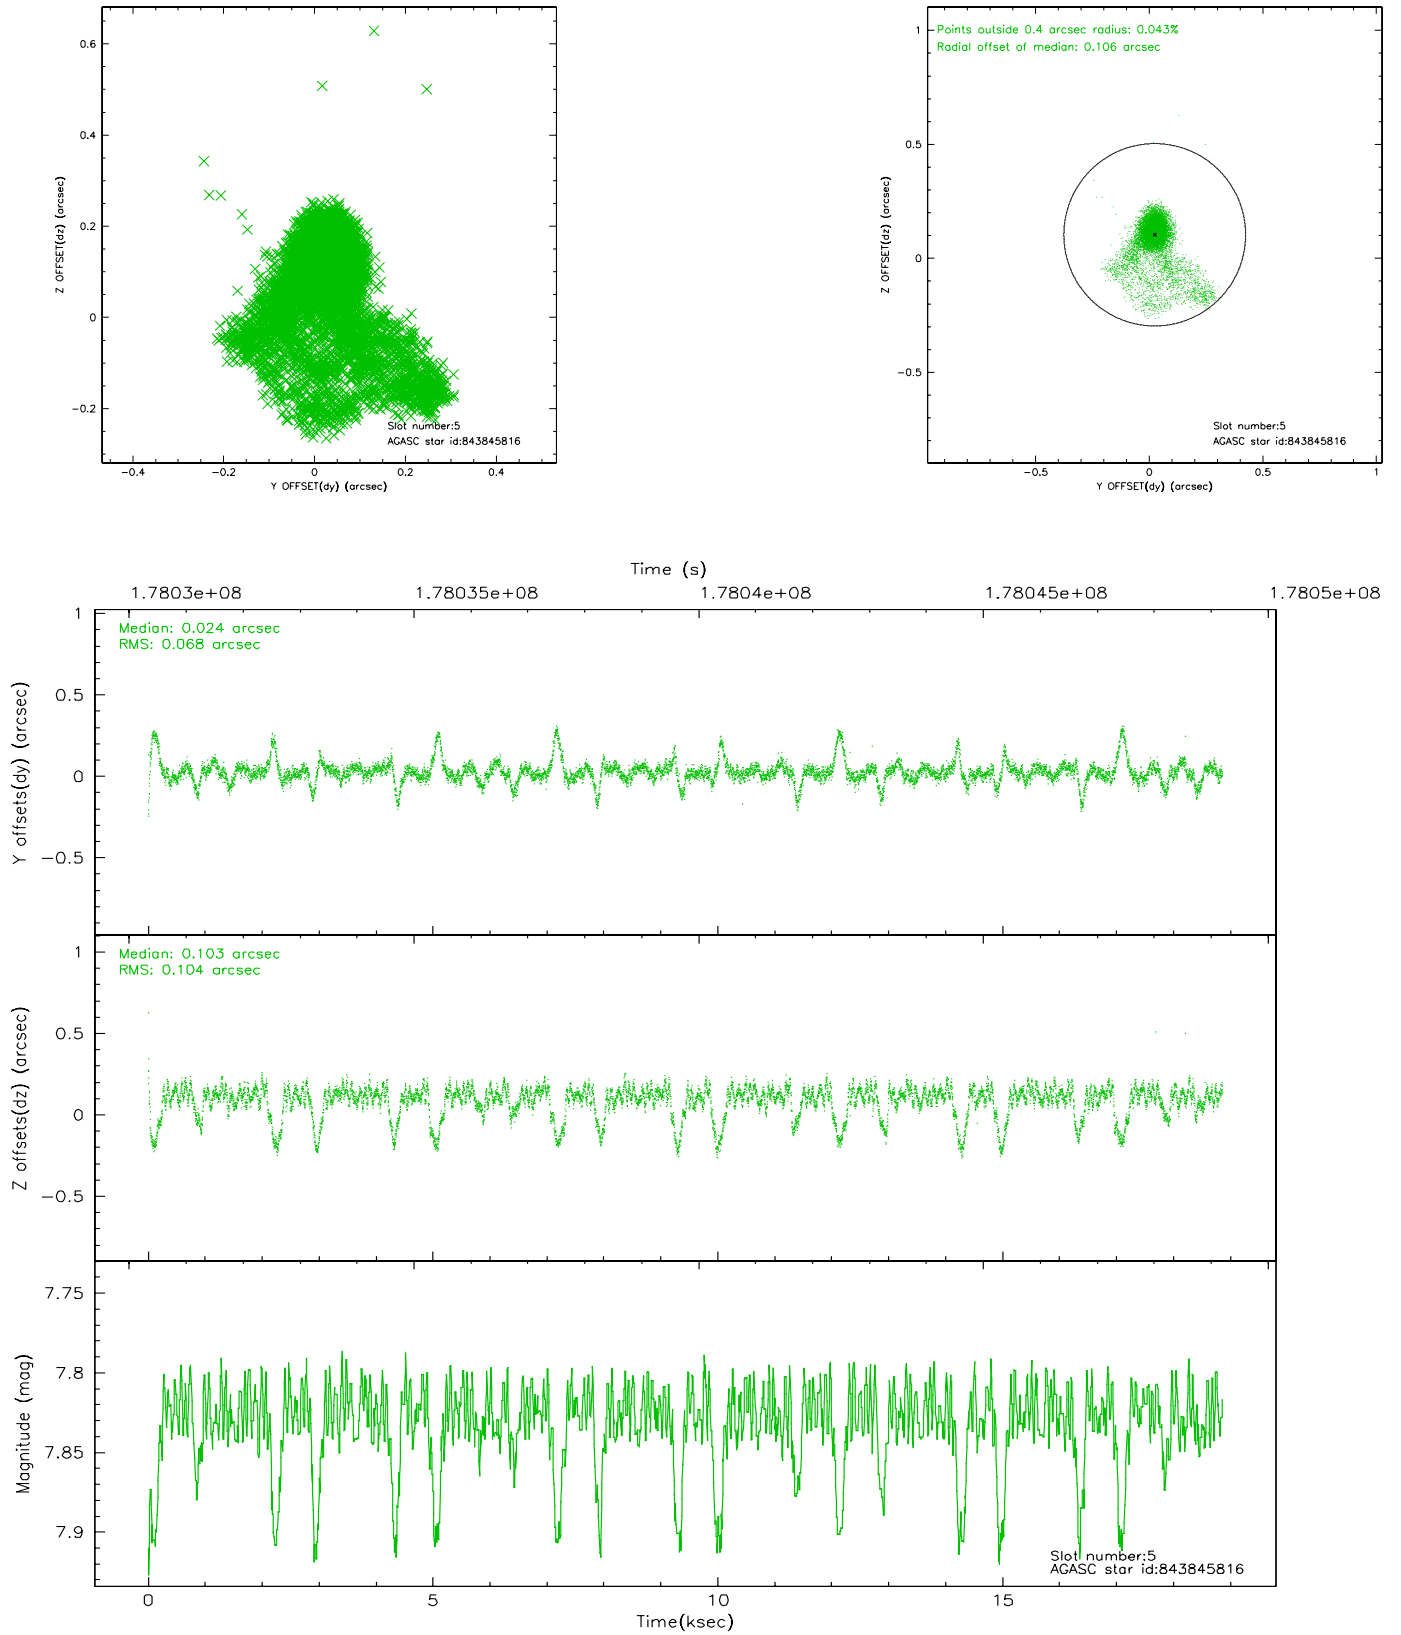 0.6
0.4
0.2
0
−0.2
Z OFFSET(dz) (arcsec)
−0.4 −0.2 0 0.2 0.4
Y OFFSET(dy) (arcsec)
Slot number:5
AGASC star id:843845816
Points outside 0.4 arcsec radius: 0.043%
Radial offset of median: 0.106 arcsec
1
0.5
0
−0.5
Z OFFSET(dz) (arcsec)
−0.5 0 0.5 1
Y OFFSET(dy) (arcsec)
Slot number:5
AGASC star id:843845816
Time (s)
1.7803e+08 1.78035e+08 1.7804e+08 1.78045e+08 1.7805e+08
Median: 0.024 arcsec
RMS: 0.068 arcsec
1
0.5
0
−0.5
Y offsets(dy) (arcsec)
Median: 0.103 arcsec
RMS: 0.104 arcsec
1
0.5
0
−0.5
Z offsets(dz) (arcsec)
7.75
7.8
7.85
7.9
Magnitude (mag)
Slot number:5
AGASC star id:843845816
0 5 10 15
Time(ksec)